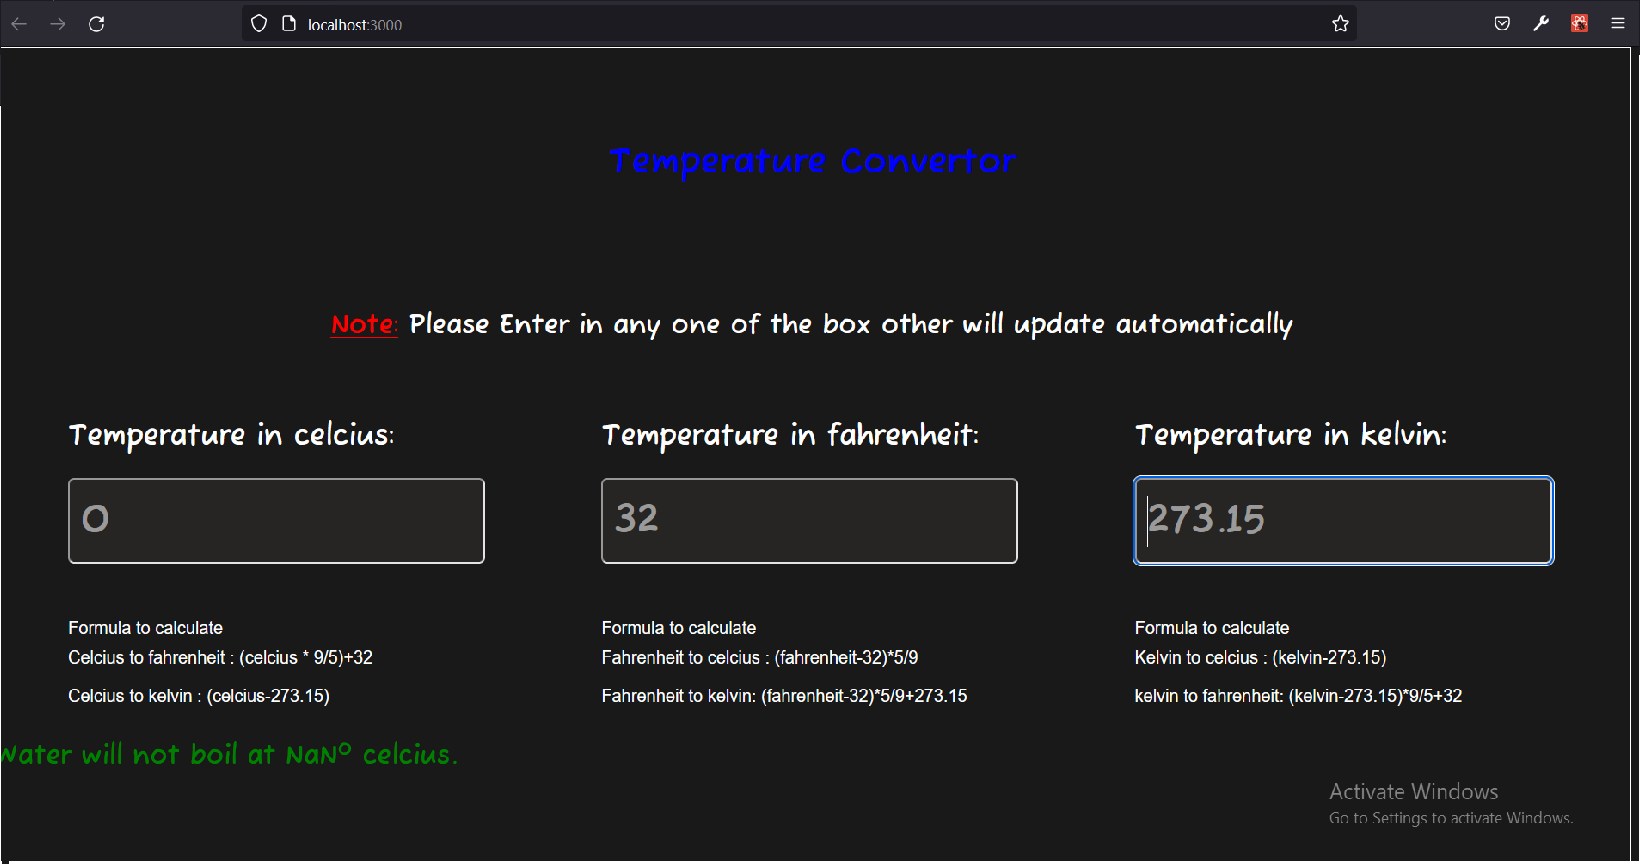 localhost:3000
Temperature Convertor
Note: Please Enter in any one of the box other will update automatically
Temperature in celcius:
0
Formula to calculate
Celcius to fahrenheit : (celcius * 9/5)+32
Celcius to kelvin : (celcius-273.15)
Temperature in fahrenheit:
32
Formula to calculate
Fahrenheit to celcius : (fahrenheit-32)*5/9
Fahrenheit to kelvin: (fahrenheit-32)*5/9+273.15
Temperature in kelvin:
273.15
Formula to calculate
Kelvin to celcius : (kelvin-273.15)
kelvin to fahrenheit: (kelvin-273.15)*9/5+32
Water will not boil at NaN° celcius.
Activate Windows
Go to Settings to activate Windows.